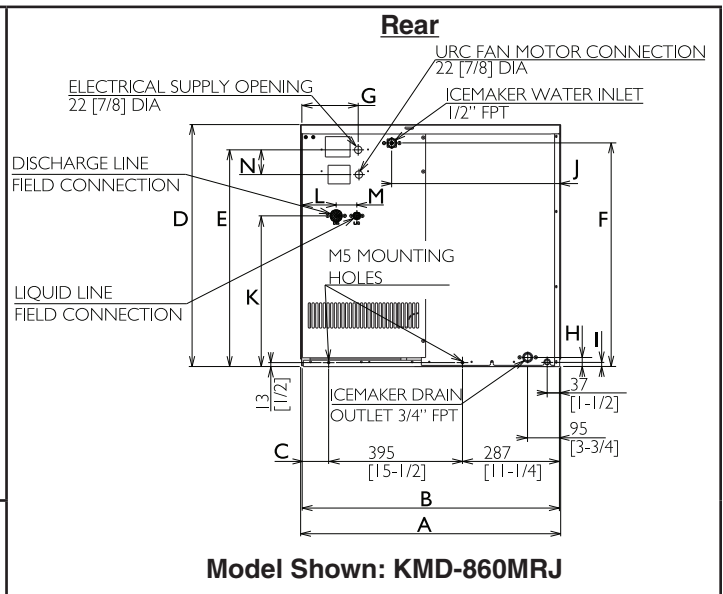 Rear
URC FAN MOTOR CONNECTION
22 [7/8] DIA
ELECTRICAL SUPPLY OPENING
22 [7/8] DIA
G
ICEMAKER WATER INLET
1/2'' FPT
DISCHARGE LINE
FIELD CONNECTION
N
L
M
J
D
E
F
K
M5 MOUNTING
HOLES
LIQUID LINE
FIELD CONNECTION
H
I
13
[1/2]
ICEMAKER DRAIN
OUTLET 3/4'' FPT
37
[1-1/2]
95
[3-3/4]
C
395
[15-1/2]
287
[11-1/4]
B
A
Model Shown: KMD-860MRJ